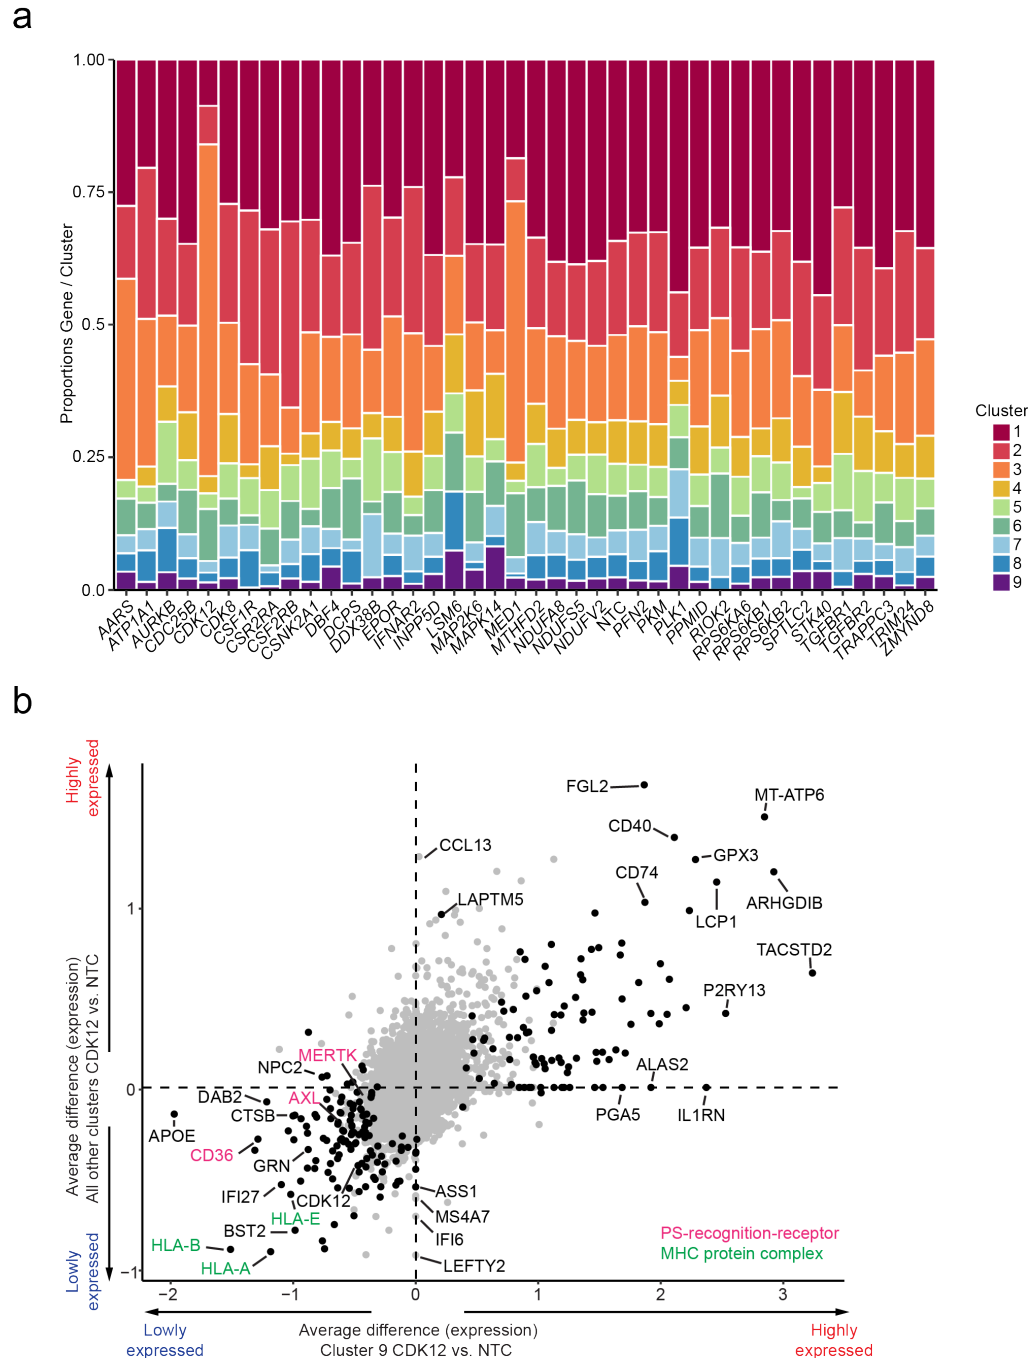 a
1.00
0.75
0.5
0.25
0.0
Proportions Gene / Cluster
AARS
ATP1A1
AURKB
CDC25B
CDK12
CDK8
CSF1R
CSR2RA
CSF2RB
CSNK2A1
DBF4
DCPS
DDX39B
EPOR
IFNAR2
INPP5D
LSM6
MAP2K6
MAPK14
MED1
MTHFD2
NDUFA8
NDUFS5
NDUFV2
NTC
PFN2
PKM
PLK1
PPMID
RIOK2
RPS6KA6
RPS6KB1
RPS6KB2
SPTLC2
STK40
TGFBR1
TGFBR2
TRAPPC3
TRIM24
ZMYND8
Cluster
1
2
3
4
5
6
7
8
9
b
Highly
expressed
Average difference (expression)
All other clusters CDK12 vs. NTC
Lowly
expressed
1
0
−1
FGL2
MT-ATP6
CD40
CCL13
GPX3
CD74
LAPTM5
ARHGDIB
LCP1
TACSTD2
P2RY13
MERTK
NPC2
ALAS2
DAB2
AXL
CTSB
PGA5
IL1RN
APOE
CD36
GRN
IFI27
CDK12
ASS1
HLA-E
MS4A7
BST2
IFI6
HLA-B
HLA-A
LEFTY2
PS-recognition-receptor
MHC protein complex
−2
−1
0
1
2
3
Lowly
expressed
Average difference (expression)
Cluster 9 CDK12 vs. NTC
Highly
expressed